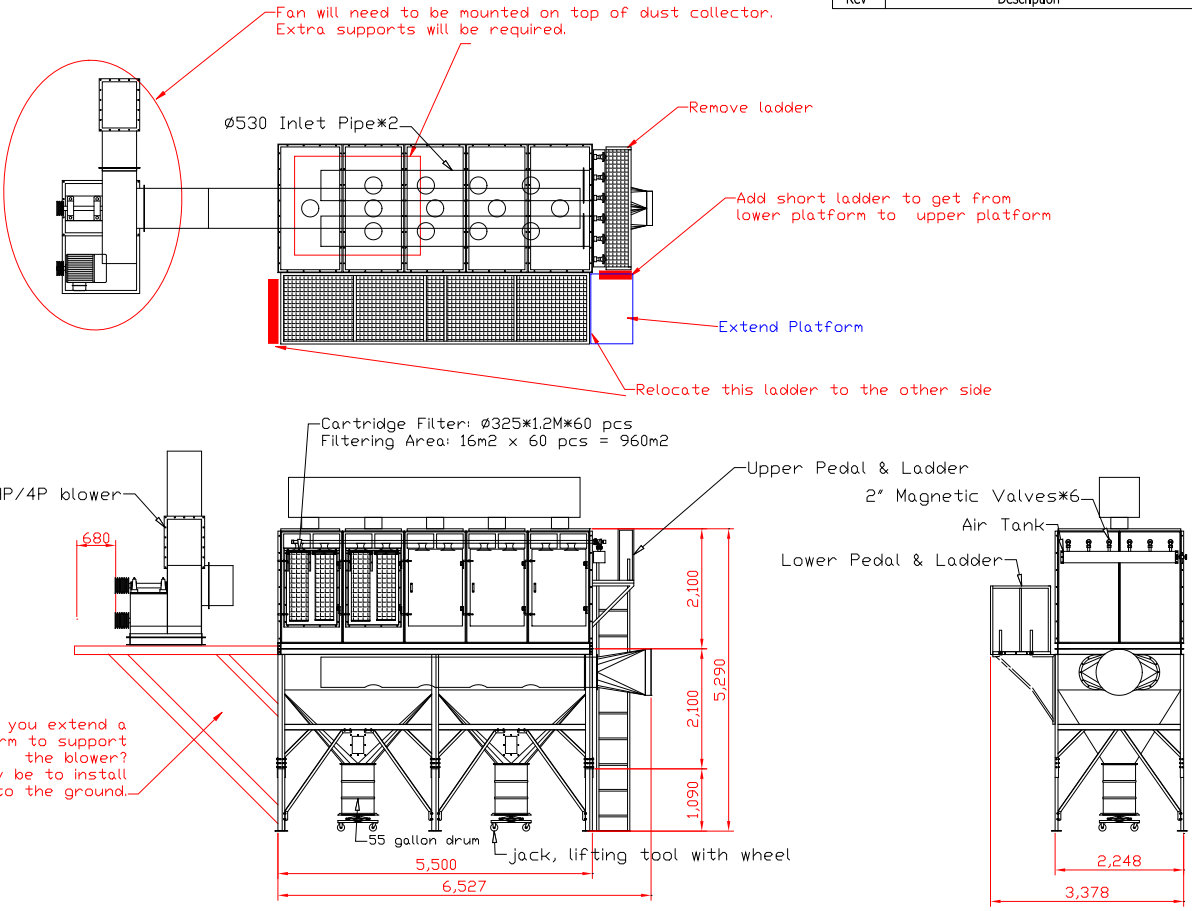 Rev
Description
Fan will need to be mounted on top of dust collector.
Extra supports will be required.
Ø530 Inlet Pipe*2
Remove ladder
Add short ladder to get from
lower platform to upper platform
Extend Platform
Relocate this ladder to the other side
Cartridge Filter: Ø325*1.2M*60 pcs
Filtering Area: 16m2 x 60 pcs = 960m2
Upper Pedal & Ladder
HP/4P blower
2" Magnetic Valves*6
Air Tank
680
Lower Pedal & Ladder
2,100
5,290
2,100
1,090
you extend a
rm to support
the blower?
be to install
to the ground.
55 gallon drum
jack, lifting tool with wheel
5,500
6,527
2,248
3,378